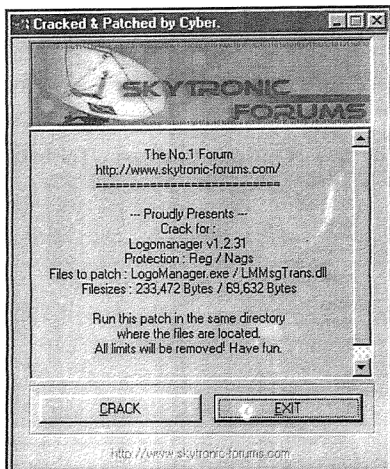 Cracked & Patched by Cyber.
SKYTRONIC
FORUMS
The No.1 Forum
http://www.skytronic-forums.com/
============================
--- Proudly Presents ---
Crack for :
Logomanager v1.2.31
Protection : Reg / Nags
Files to patch : LogoManager.exe / LMMsgTrans.dll
Filesizes : 233,472 Bytes / 69,632 Bytes
Run this patch in the same directory
where the files are located.
All limits will be removed! Have fun.
CRACK EXIT
http://www.skytronic-forums.com